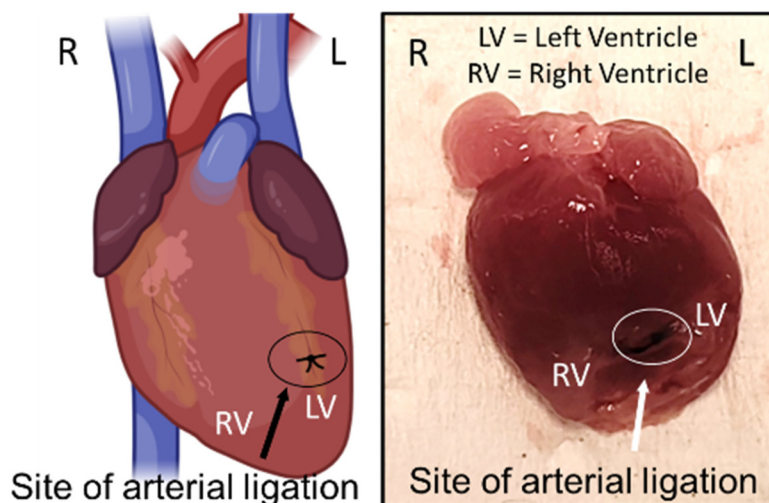 R
L
RV
LV
Site of arterial ligation
R
LV = Left Ventricle
RV = Right Ventricle
L
LV
RV
Site of arterial ligation